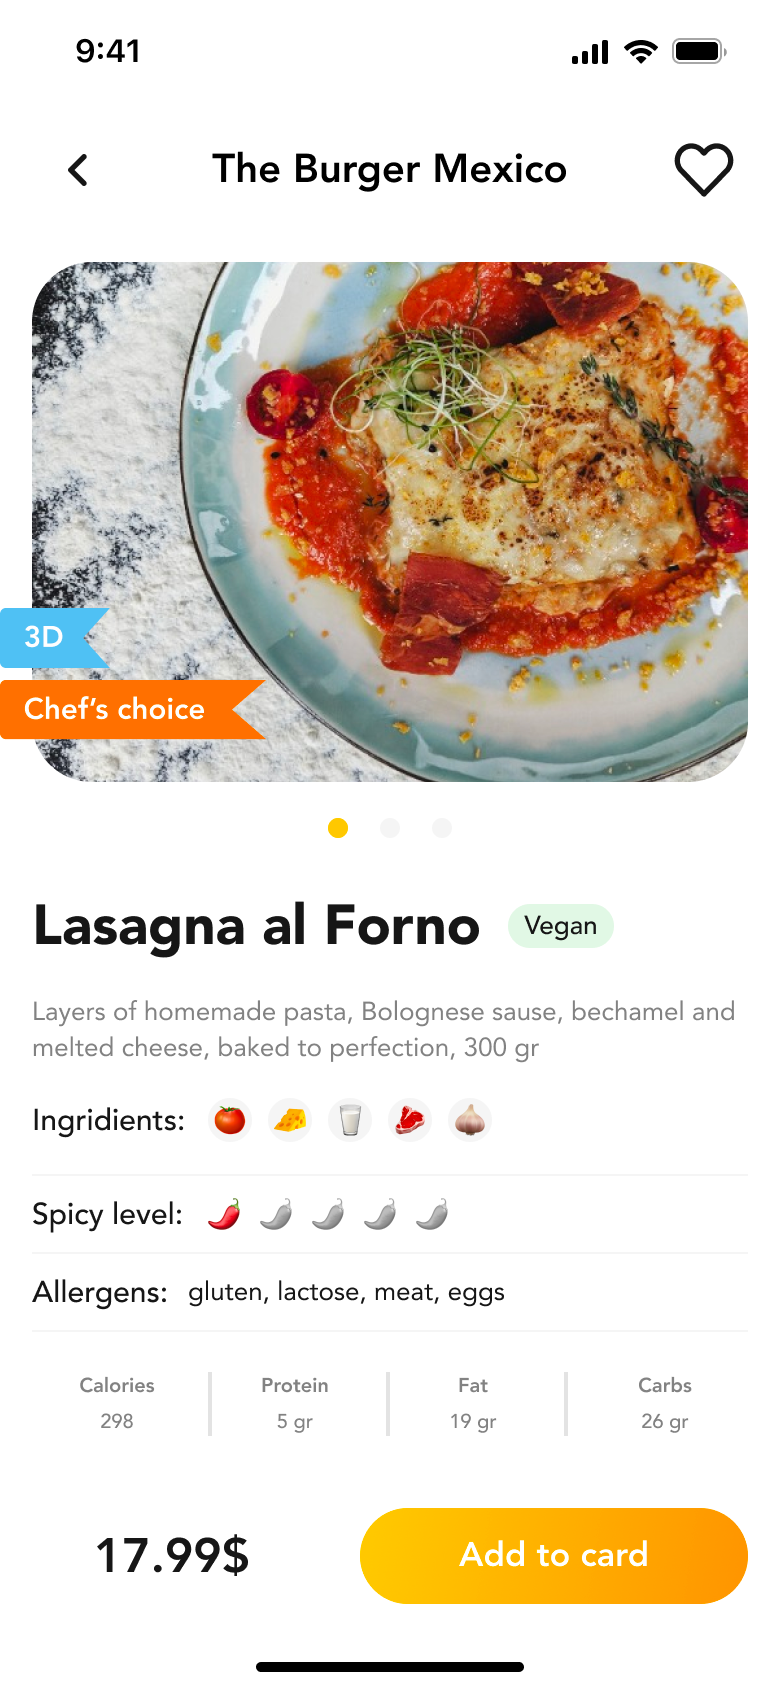 9:41
The Burger Mexico
3D
Chef’s choice
Lasagna al Forno
Vegan
Layers of homemade pasta, Bolognese sause, bechamel and
melted cheese, baked to perfection, 300 gr
Ingridients:
Spicy level:
Allergens: gluten, lactose, meat, eggs
Calories Protein Fat Carbs
298 5 gr 19 gr 26 gr
17.99$ Add to card